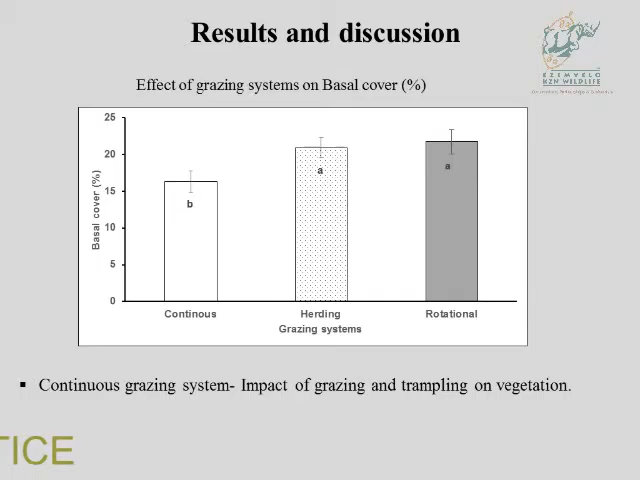 Results and discussion
EZEMVELO
KZN WILDLIFE
Effect of grazing systems on Basal cover (%)
25
20
15
10
5
0
Basal cover (%)
b
a
a
Continous
Herding
Rotational
Grazing systems
▪ Continuous grazing system- Impact of grazing and trampling on vegetation.
TICE